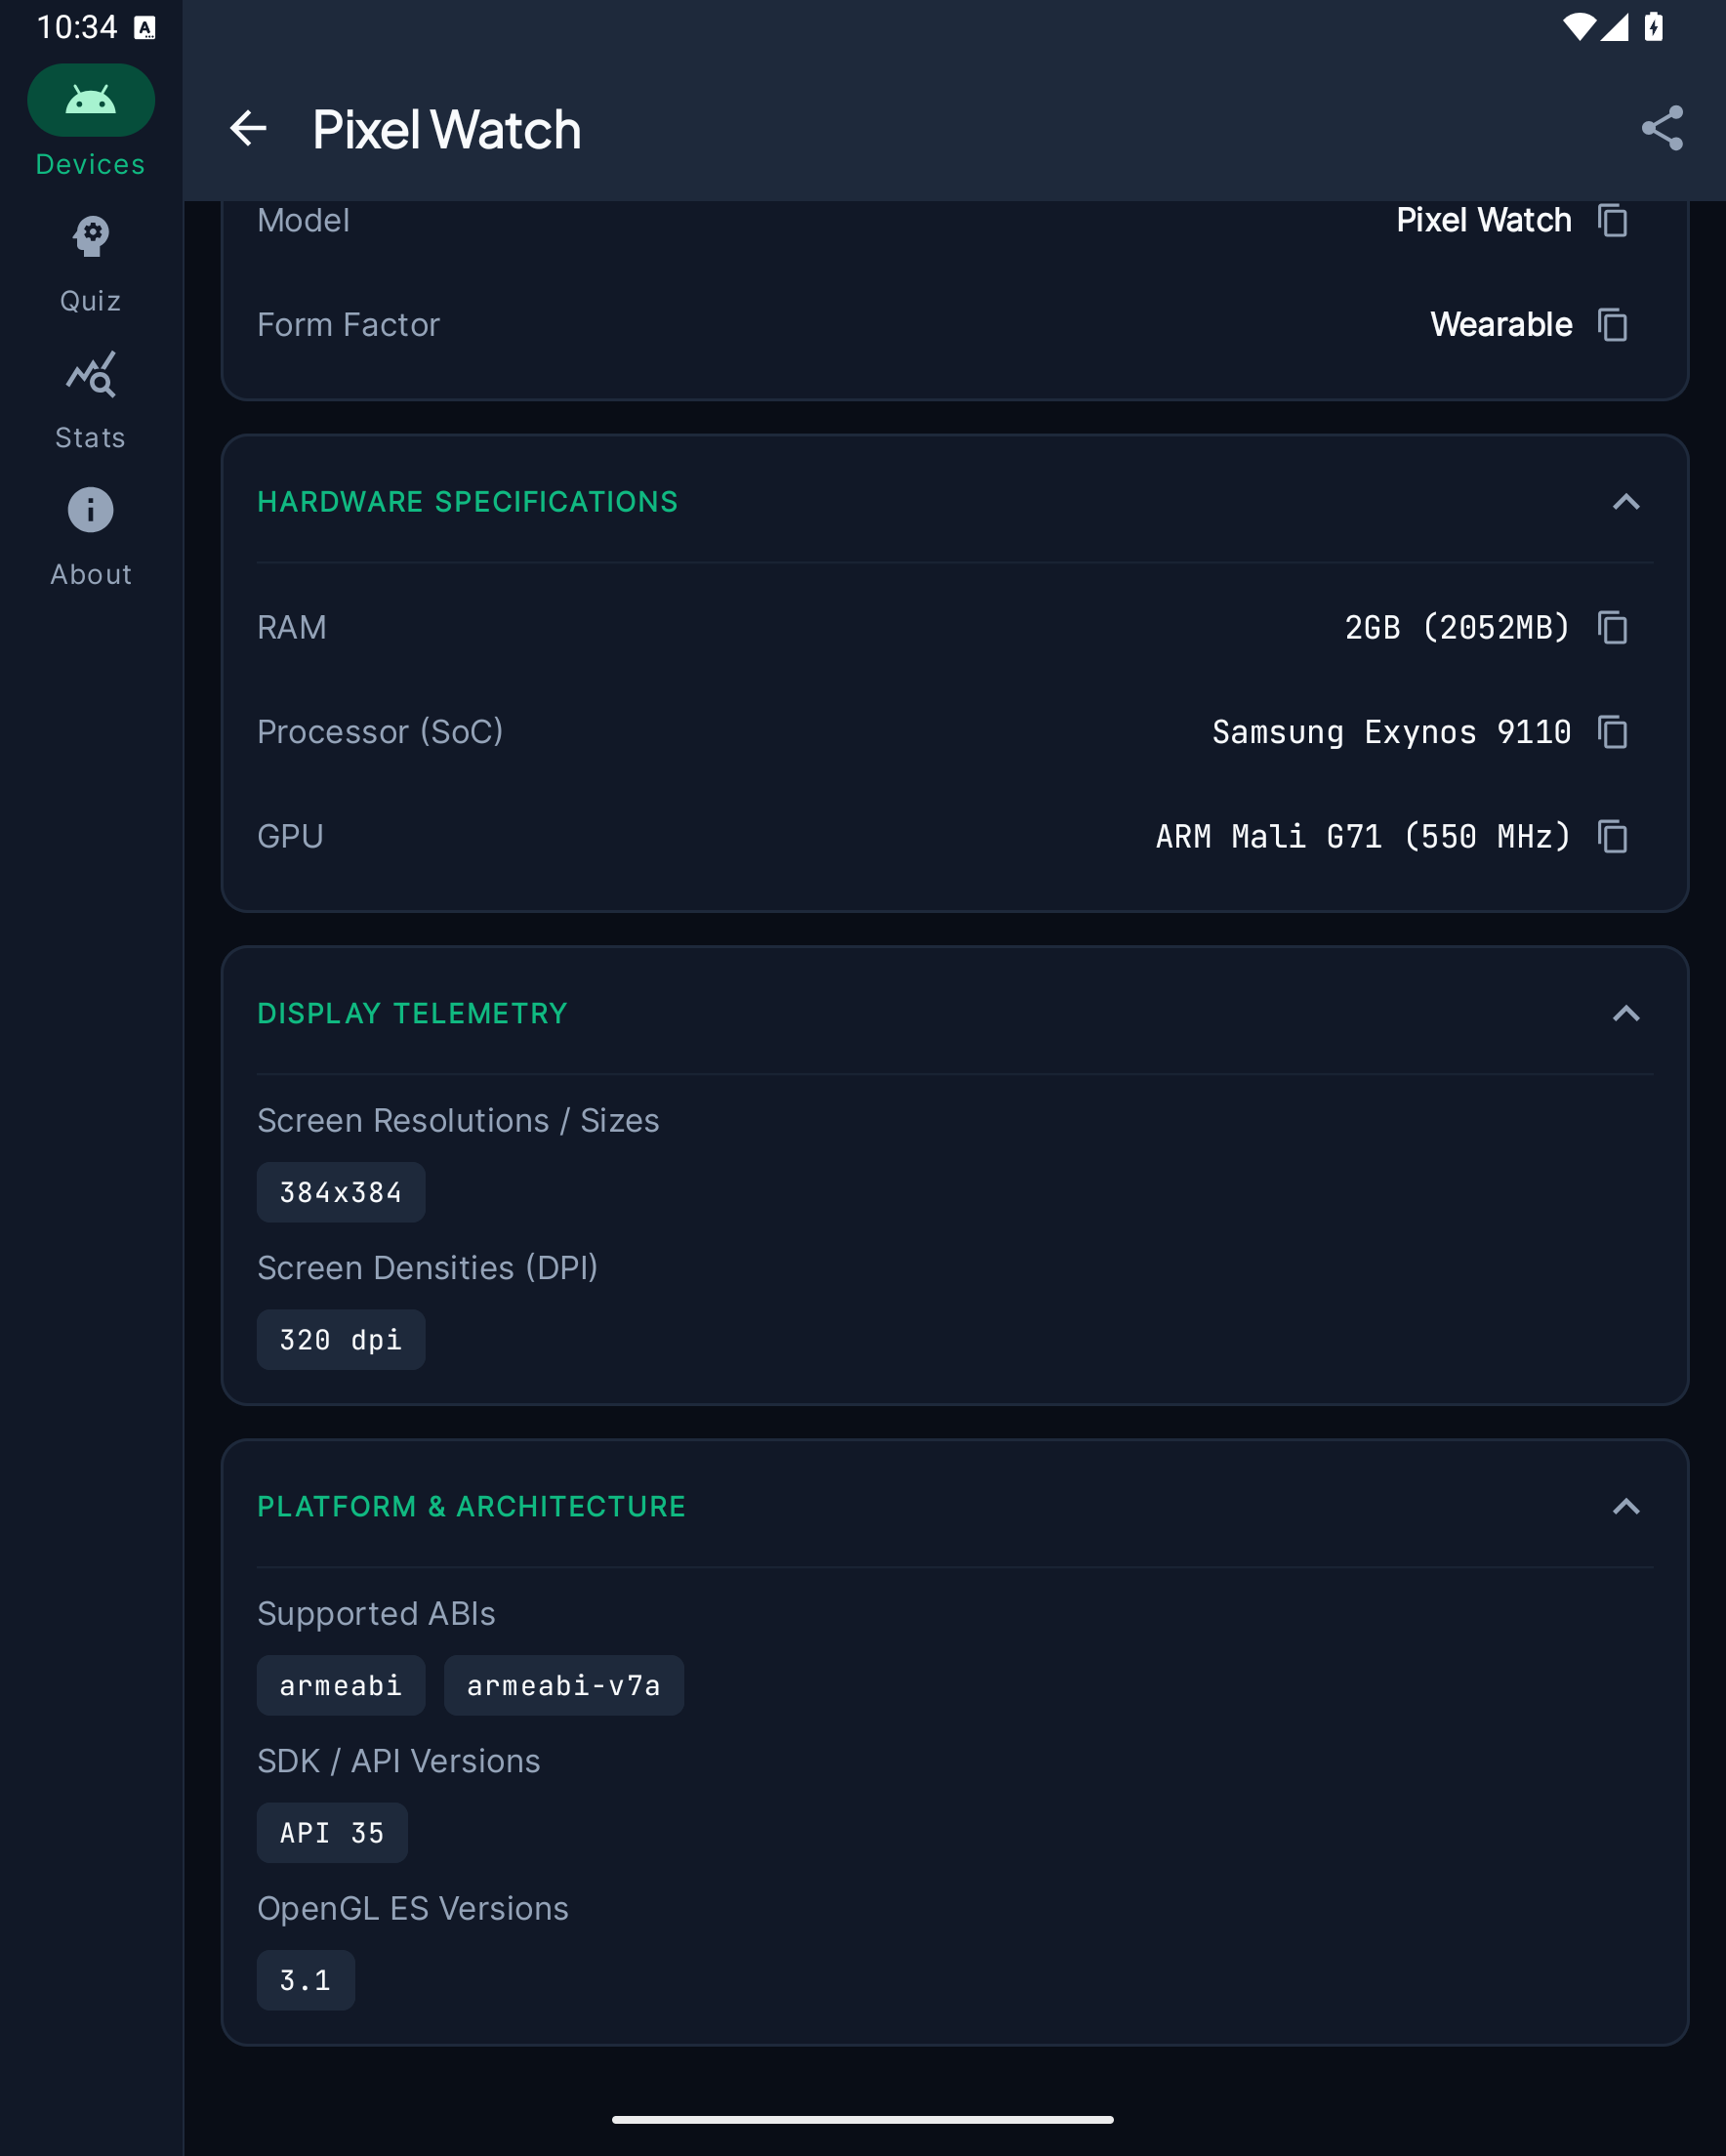 10:34
Devices
Quiz
Stats
About
Pixel Watch
Model Pixel Watch
Form Factor Wearable
HARDWARE SPECIFICATIONS
RAM 2GB (2052MB)
Processor (SoC) Samsung Exynos 9110
GPU ARM Mali G71 (550 MHz)
DISPLAY TELEMETRY
Screen Resolutions / Sizes
384x384
Screen Densities (DPI)
320 dpi
PLATFORM & ARCHITECTURE
Supported ABIs
armeabi armeabi-v7a
SDK / API Versions
API 35
OpenGL ES Versions
3.1